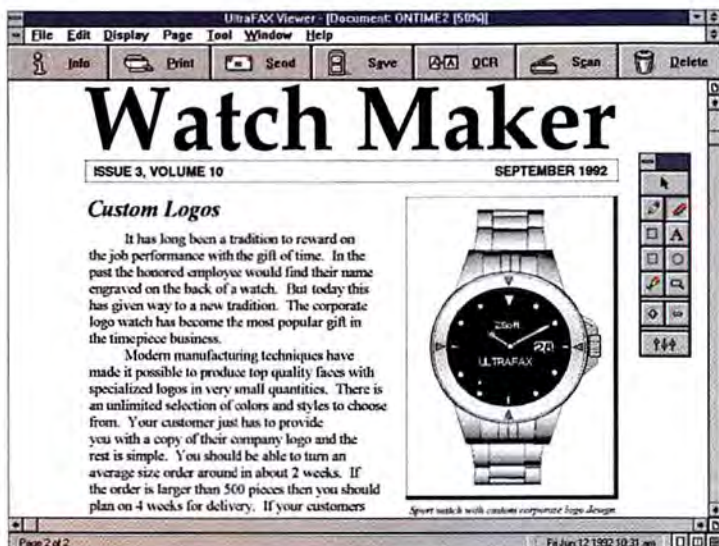 UltraFAX Viewer - [Document: ONTIME2 [50%]]
File Edit Display Page Tool Window Help
Info Print Send Save OCR Scan Delete
Watch Maker
ISSUE 3, VOLUME 10 SEPTEMBER 1992
Custom Logos
It has long been a tradition to reward on
the job performance with the gift of time. In the
past the honored employee would find their name
engraved on the back of a watch. But today this
has given way to a new tradition. The corporate
logo watch has become the most popular gift in
the timepiece business.
Modern manufacturing techniques have
made it possible to produce top quality faces with
specialized logos in very small quantities. There is
an unlimited selection of colors and styles to choose
from. Your customer just has to provide
you with a copy of their company logo and the
rest is simple. You should be able to turn an
average size order around in about 2 weeks. If
the order is larger than 500 pieces then you should
plan on 4 weeks for delivery. If your customers
ZSoft
ULTRAFAX
Sport watch with custom corporate logo design.
A
Page 2 of 2 Fri Jun 12 1992 10:31 am